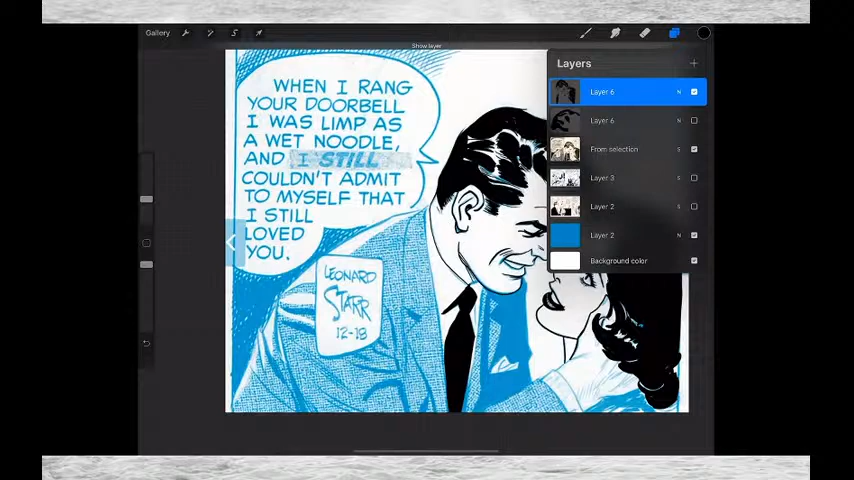 Gallery
Show layer
WHEN I RANG
YOUR DOORBELL
I WAS LIMP AS
A WET NOODLE,
AND I STILL
COULDN'T ADMIT
TO MYSELF THAT
I STILL
LOVED
YOU.
LEONARD
STARR
12-18
Layers
Layer 6 N
Layer 6 N
From selection S
Layer 3 S
Layer 2 S
Layer 2 N
Background color